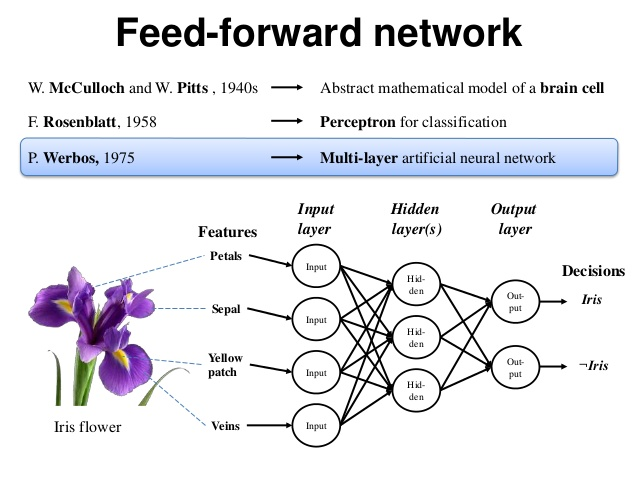 Feed-forward network
W. McCulloch and W. Pitts , 1940s Abstract mathematical model of a brain cell
F. Rosenblatt, 1958 Perceptron for classification
P. Werbos, 1975 Multi-layer artificial neural network
Input layer
Hidden layer(s)
Output layer
Features
Decisions
Petals
Sepal
Yellow patch
Veins
Input
Input
Input
Input
Hid-
den
Hid-
den
Hid-
den
Out-
put
Out-
put
Iris
¬Iris
Iris flower